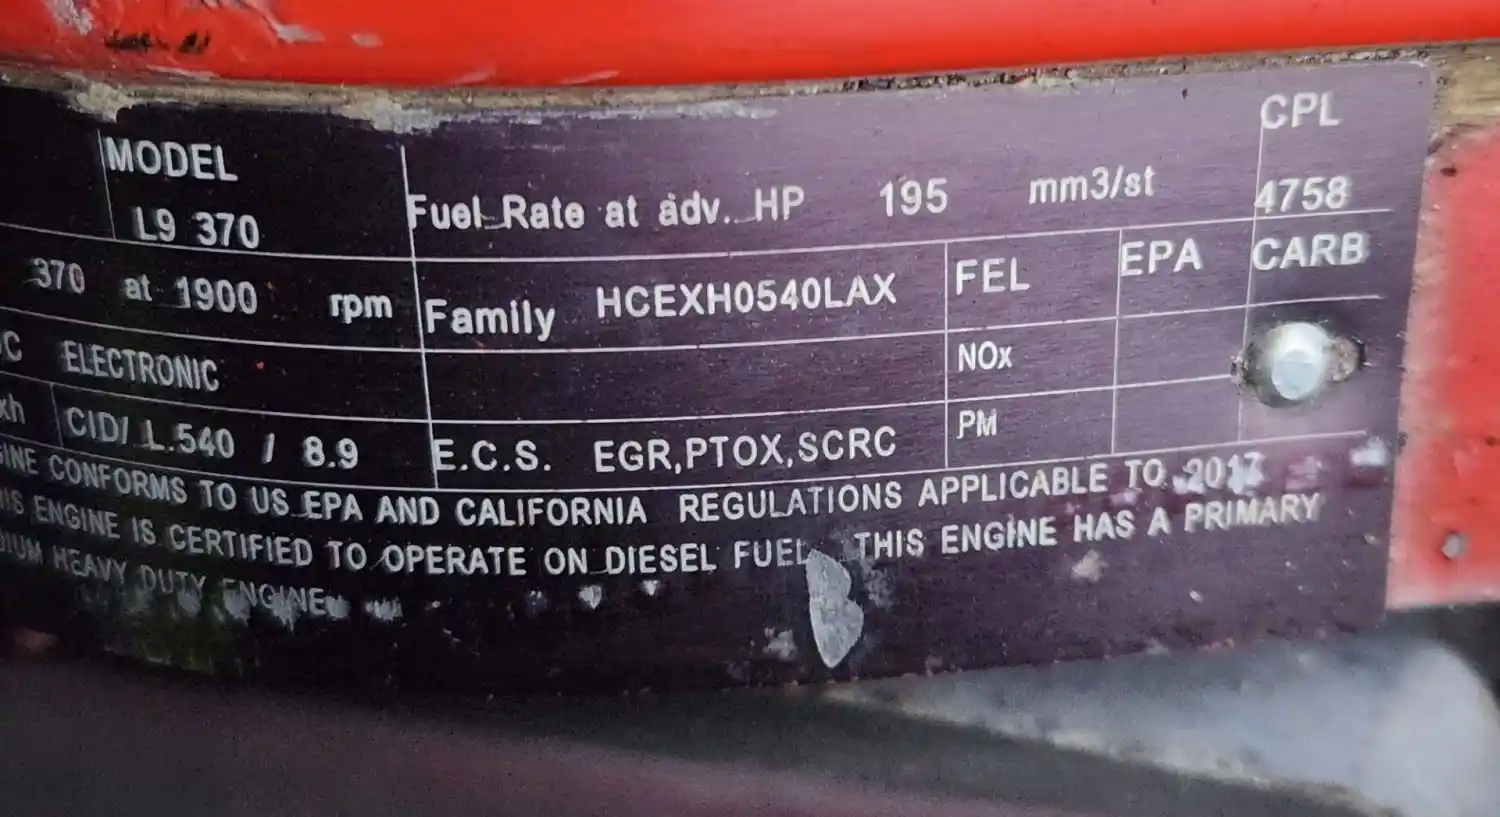 MODEL
L9 370
Fuel Rate at adv. HP 195 mm3/st
CPL
4758
370 at 1900 rpm
Family HCEXH0540LAX
FEL
EPA
CARB
C ELECTRONIC
NOx
xh
CID/ L.540 / 8.9
E.C.S. EGR,PTOX,SCRC
PM
INE CONFORMS TO US EPA AND CALIFORNIA REGULATIONS APPLICABLE TO 2017
IS ENGINE IS CERTIFIED TO OPERATE ON DIESEL FUEL THIS ENGINE HAS A PRIMARY
DIUM HEAVY DUTY ENGINE